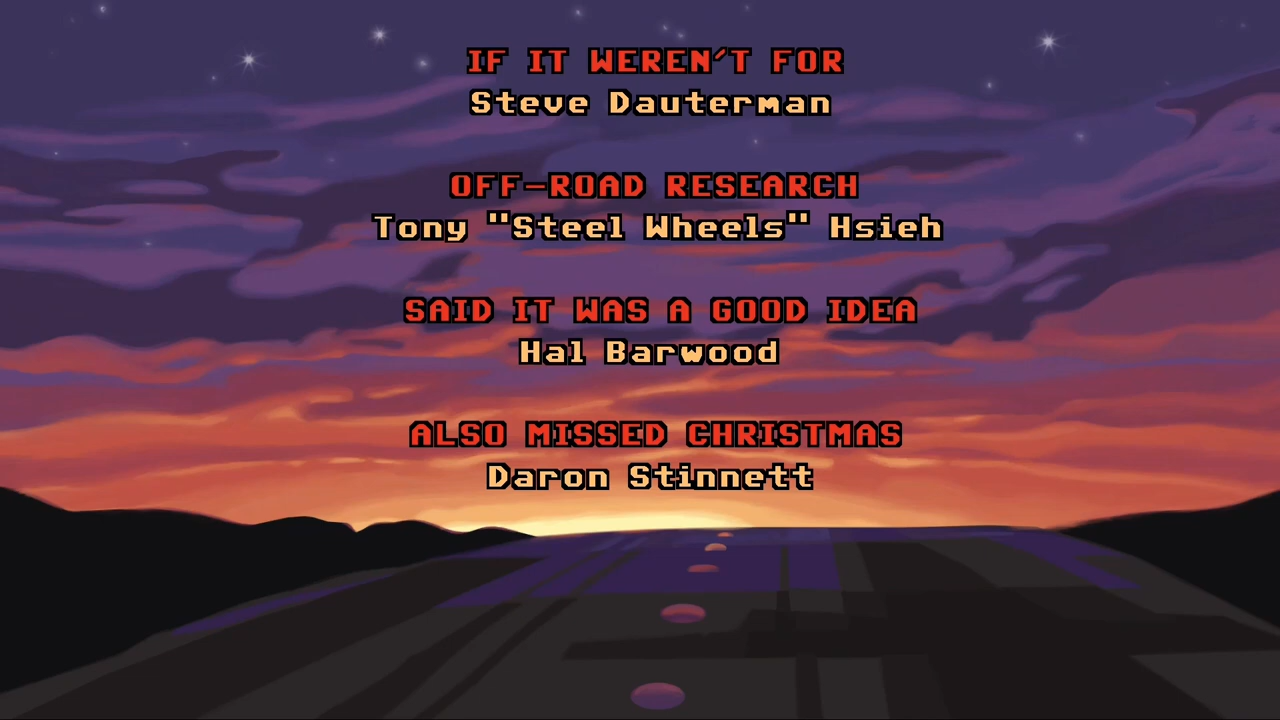 IF IT WEREN'T FOR
Steve Dauterman
OFF-ROAD RESEARCH
Tony "Steel Wheels" Hsieh
SAID IT WAS A GOOD IDEA
Hal Barwood
ALSO MISSED CHRISTMAS
Daron Stinnett